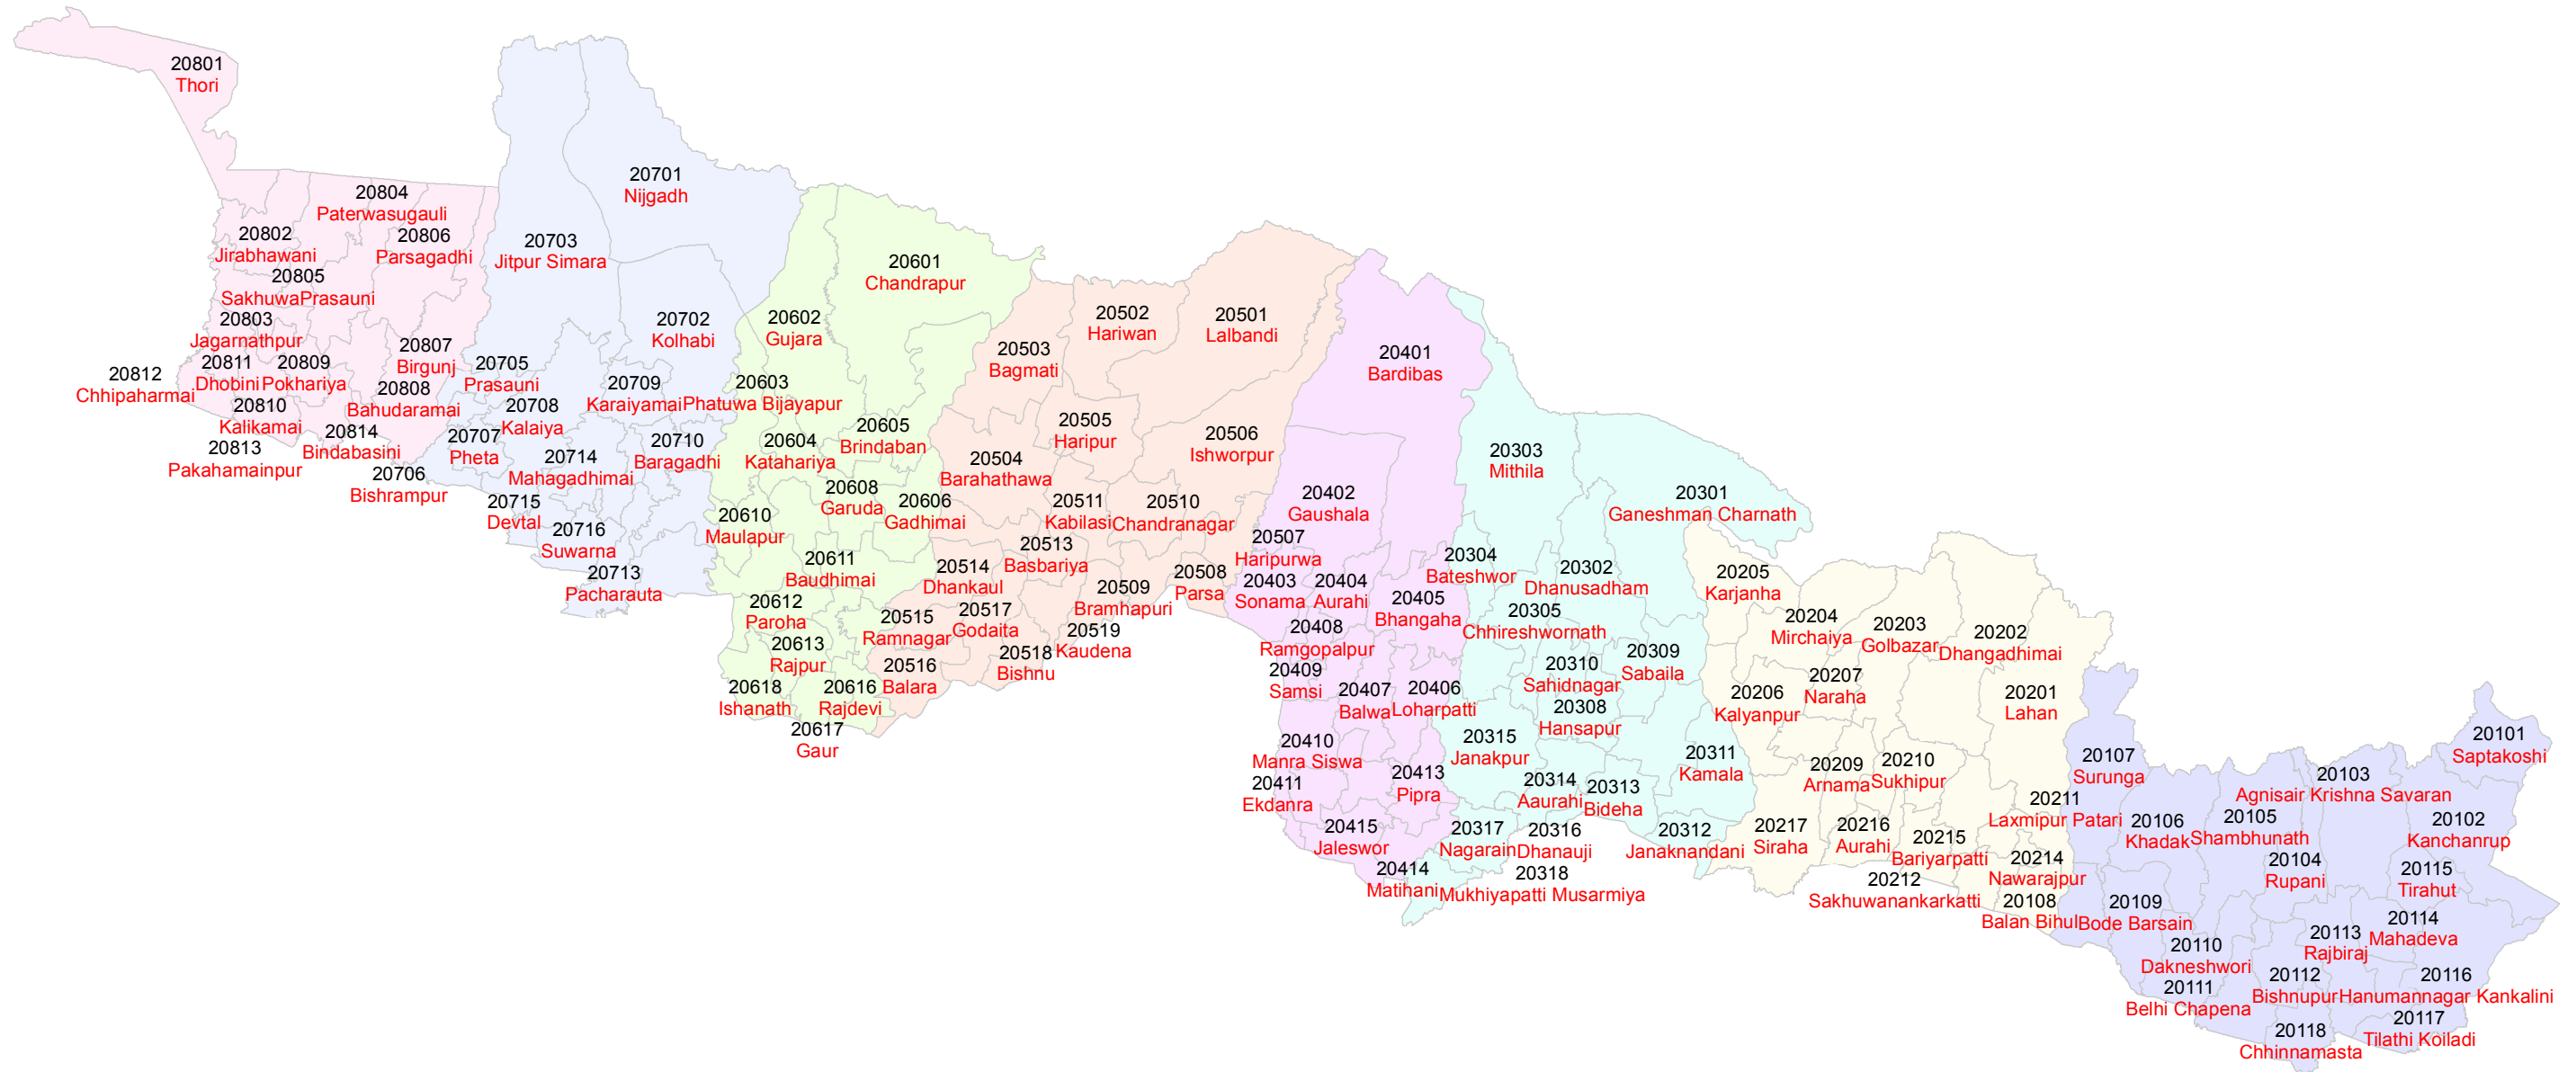 20801
Thori
20804
Paterwasugauli
20802
Jirabhawani
20806
Parsagadhi
20805
SakhuwaPrasauni
20803
Jagarnathpur
20807
Birgunj
20811
Dhobini
20809
Pokhariya
20812
Chhipaharmai
20808
Bahudaramai
20810
Kalikamai
20814
Bindabasini
20813
Pakahamainpur
20701
Nijgadh
20703
Jitpur Simara
20702
Kolhabi
20705
Prasauni
20709
Karaiyamai
20708
Kalaiya
20707
Pheta
20710
Baragadhi
20714
Mahagadhimai
20706
Bishrampur
20715
Devtal
20716
Suwarna
20713
Pacharauta
20601
Chandrapur
20602
Gujara
20603
Phatuwa Bijayapur
20605
Brindaban
20604
Katahariya
20608
Garuda
20606
Gadhimai
20610
Maulapur
20611
Baudhimai
20612
Paroha
20613
Rajpur
20618
Ishanath
20616
Rajdevi
20617
Gaur
20502
Hariwan
20501
Lalbandi
20503
Bagmati
20505
Haripur
20506
Ishworpur
20504
Barahathawa
20511
Kabilasi
20510
Chandranagar
20507
Haripurwa
20513
Basbariya
20514
Dhankaul
20508
Parsa
20509
Bramhapuri
20515
Ramnagar
20517
Godaita
20519
Kaudena
20518
Bishnu
20516
Balara
20401
Bardibas
20402
Gaushala
20403
Sonama
20404
Aurahi
20405
Bhangaha
20408
Ramgopalpur
20409
Samsi
20407
Balwa
20406
Loharpatti
20410
Manra Siswa
20411
Ekdanra
20413
Pipra
20415
Jaleswor
20414
Matihani
20303
Mithila
20301
Ganeshman Charnath
20304
Bateshwor
20302
Dhanusadham
20305
Chhireshwornath
20309
Sabaila
20310
Sahidnagar
20308
Hansapur
20315
Janakpur
20311
Kamala
20314
Aaurahi
20313
Bideha
20317
Nagarain
20316
Dhanauji
20312
Janaknandani
20318
Mukhiyapatti Musarmiya
20205
Karjanha
20204
Mirchaiya
20203
Golbazar
20202
Dhangadhimai
20207
Naraha
20206
Kalyanpur
20201
Lahan
20209
Arnama
20210
Sukhipur
20211
Laxmipur Patari
20217
Siraha
20216
Aurahi
20215
Bariyarpatti
20214
Nawarajpur
20212
Sakhuwanankarkatti
20101
Saptakoshi
20107
Surunga
20103
Agnisair Krishna Savaran
20106
Khadak
20105
Shambhunath
20102
Kanchanrup
20104
Rupani
20115
Tirahut
20108
Balan Bihul
20109
Bode Barsain
20114
Mahadeva
20113
Rajbiraj
20110
Dakneshwori
20112
Bishnupur
20116
Hanumannagar Kankalini
20111
Belhi Chapena
20117
Tilathi Koiladi
20118
Chhinnamasta